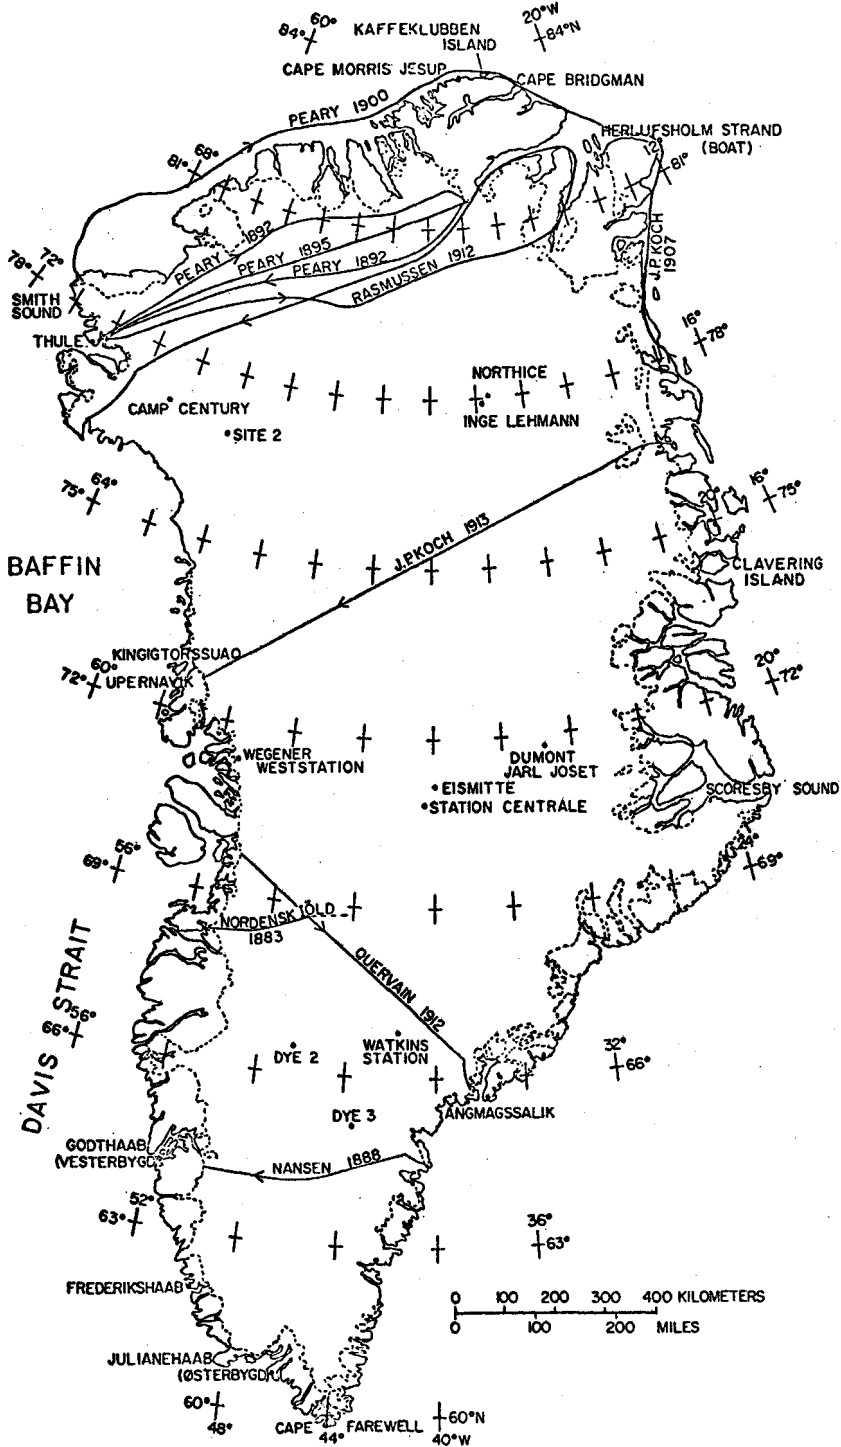 60° KAFFEKLUBBEN 20°W
84° ISLAND 84°N
CAPE MORRIS JESUP
CAPE BRIDGMAN
PEARY 1900
HERLUFSHOLM STRAND
(BOAT)
68°
81°
12°
81°
PEARY 1892
PEARY 1895
PEARY 1892
RASMUSSEN 1912
J.P.KOCH
1907
72°
78°
SMITH
SOUND
THULE
16°
78°
NORTHICE
CAMP CENTURY
INGE LEHMANN
SITE 2
64°
75°
16°
20°
75°
J.P.KOCH 1913
BAFFIN
BAY
CLAVERING
ISLAND
KINGIGTORSSUAQ
60°
72° UPERNAVIK
20°
72°
WEGENER
WESTSTATION
DUMONT
JARL JOSET
EISMITTE
STATION CENTRALE
SCORESBY SOUND
56°
69°
24°
69°
NORDENSKJOLD
1883
QUERVAIN 1912
DAVIS STRAIT
56°
66°
DYE 2
WATKINS
STATION
32°
66°
DYE 3
ANGMAGSSALIK
GODTHAAB
(VESTERBYGD)
NANSEN 1888
52°
63°
36°
63°
FREDERIKSHAAB
0 100 200 300 400 KILOMETERS
0 100 200 MILES
JULIANEHAAB
(ØSTERBYGD)
60°
48°
CAPE FAREWELL
44°
60°N
40°W